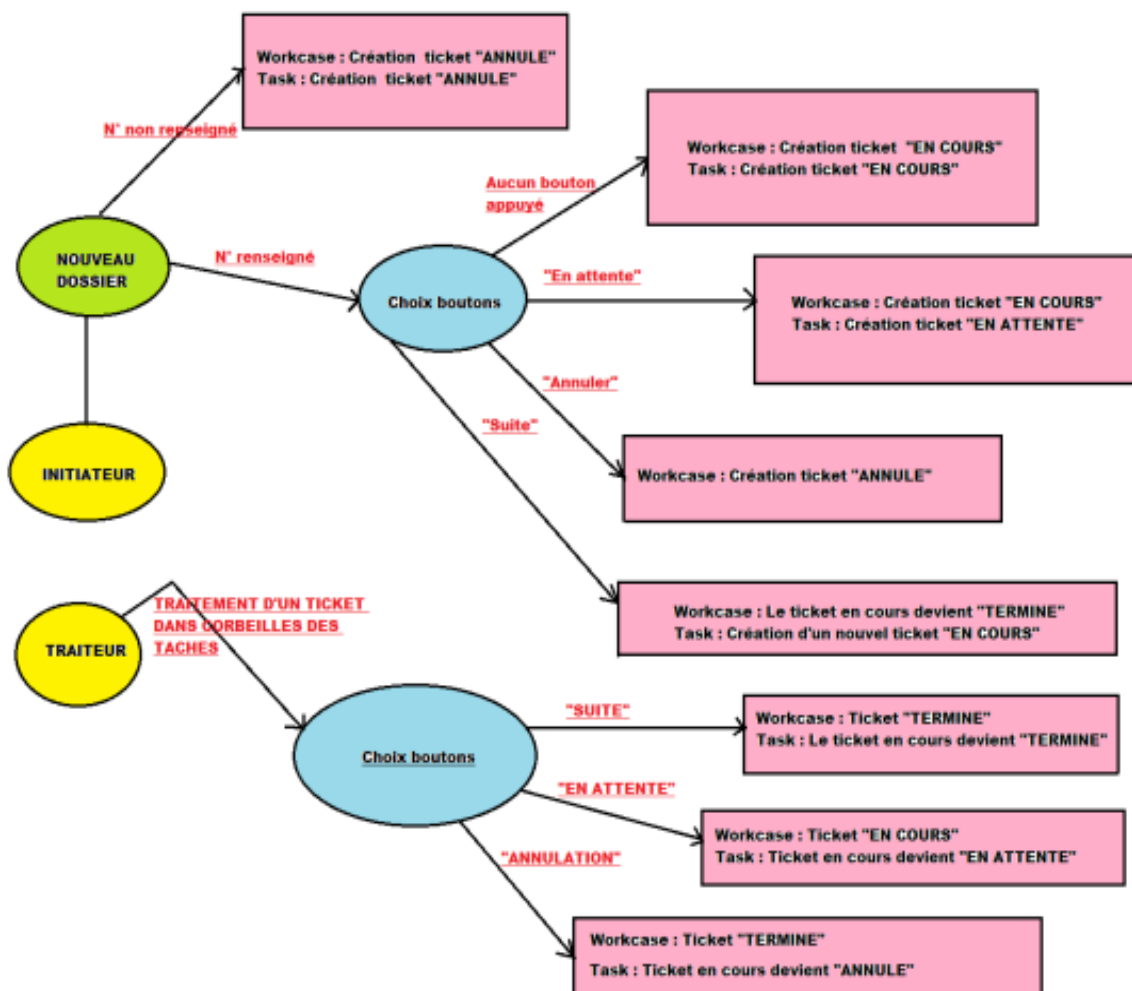 Workcase : Création ticket "ANNULE"
Task : Création ticket "ANNULE"
N° non renseigné
Workcase : Création ticket "EN COURS"
Task : Création ticket "EN COURS"
Aucun bouton
appuyé
NOUVEAU
DOSSIER
N° renseigné
Choix boutons
"En attente"
Workcase : Création ticket "EN COURS"
Task : Création ticket "EN ATTENTE"
"Annuler"
"Suite"
Workcase : Création ticket "ANNULE"
INITIATEUR
Workcase : Le ticket en cours devient "TERMINE"
Task : Création d'un nouvel ticket "EN COURS"
TRAITEUR
TRAITEMENT D'UN TICKET
DANS CORBEILLES DES
TACHES
Choix boutons
"SUITE"
Workcase : Ticket "TERMINE"
Task : Le ticket en cours devient "TERMINE"
"EN ATTENTE"
Workcase : Ticket "EN COURS"
Task : Ticket en cours devient "EN ATTENTE"
"ANNULATION"
Workcase : Ticket "TERMINE"
Task : Ticket en cours devient "ANNULE"